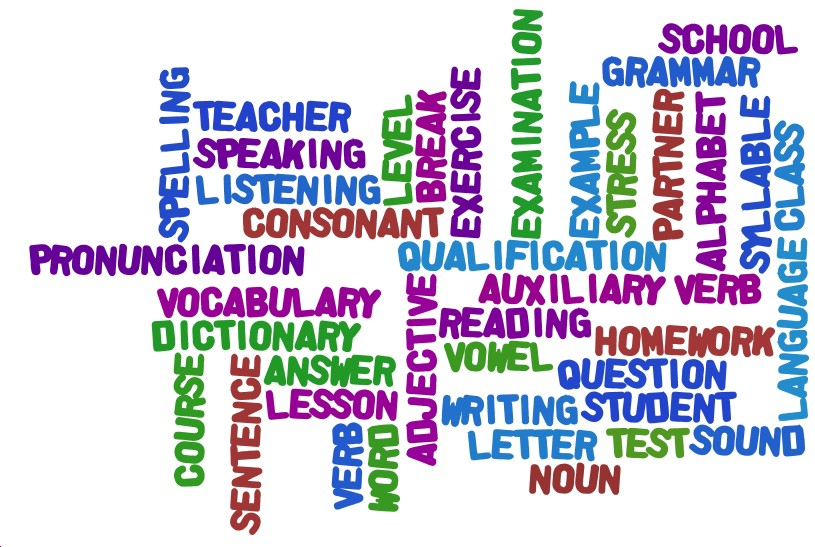 SCHOOL
GRAMMAR
EXAMINATION
SPELLING
TEACHER
SPEAKING
LISTENING
CONSONANT
LEVEL
BREAK
EXERCISE
EXAMPLE
STRESS
PARTNER
ALPHABET
SYLLABLE
LANGUAGE CLASS
PRONUNCIATION
QUALIFICATION
VOCABULARY
AUXILIARY VERB
DICTIONARY
ADJECTIVE
READING
HOMEWORK
VOWEL
COURSE
SENTENCE
ANSWER
QUESTION
LESSON
WRITING
STUDENT
VERB
WORD
LETTER
TEST
SOUND
NOUN